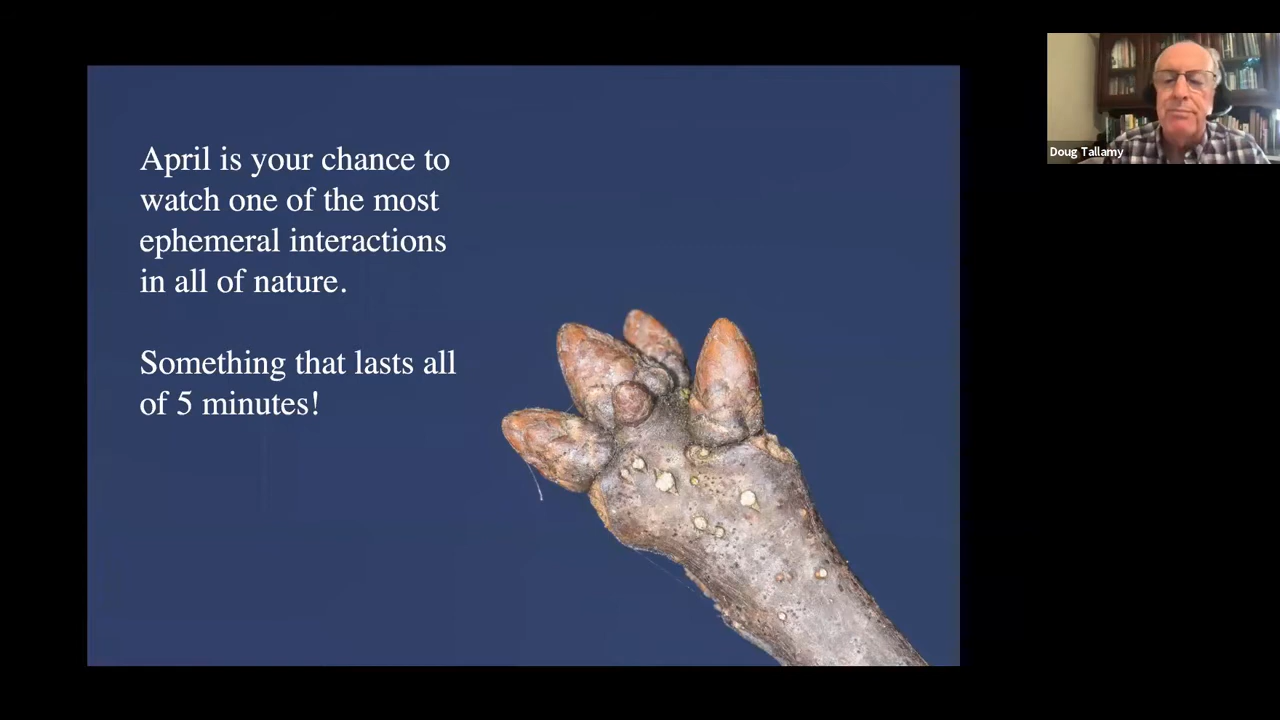 April is your chance to
watch one of the most
ephemeral interactions
in all of nature.
Something that lasts all
of 5 minutes!
Doug Tallamy